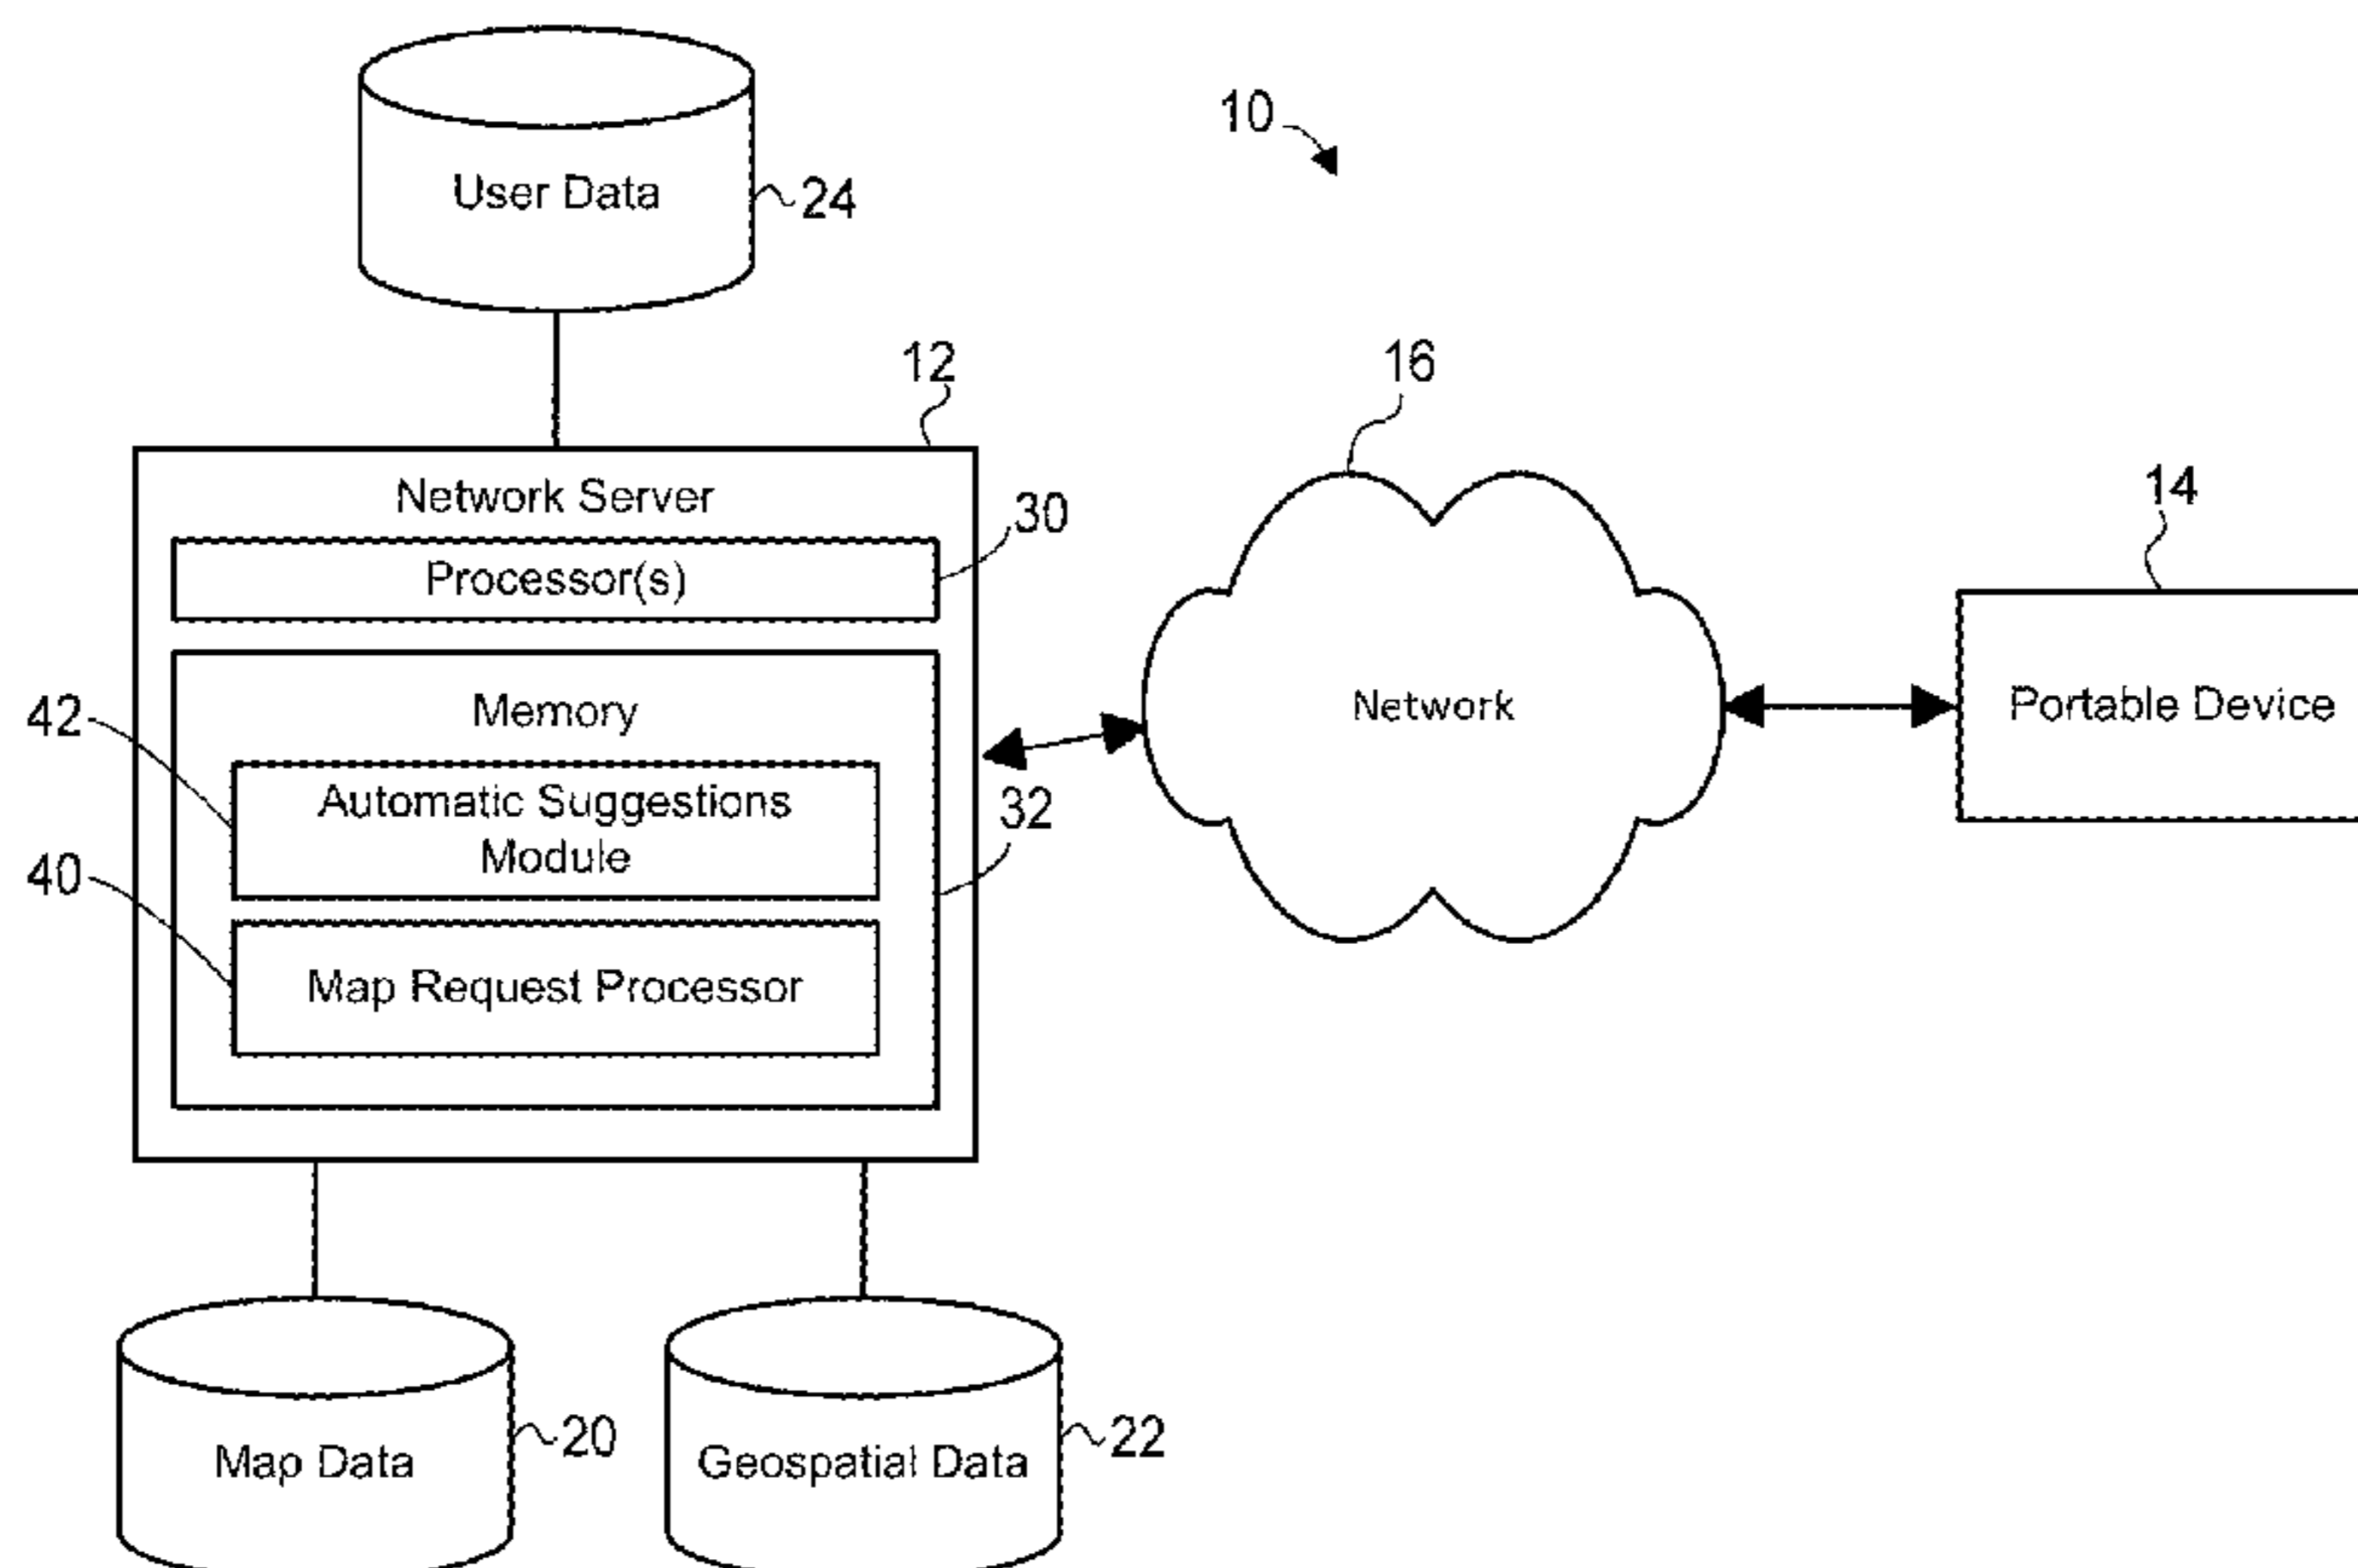 10
User Data
24
12
16
Network Server
14
30
Processor(s)
Memory
42
Network
Portable Device
Automatic Suggestions
Module
32
40
Map Request Processor
Map Data
20
Geospatial Data
22